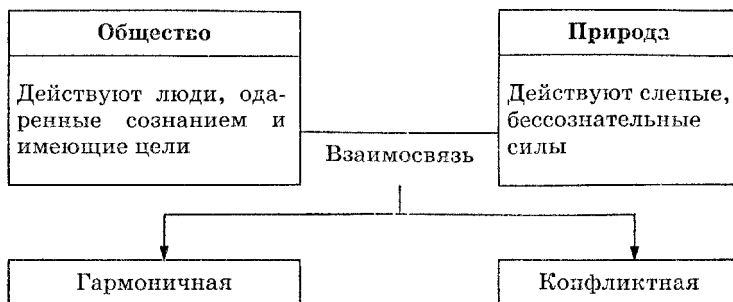 Общество
Природа
Действуют люди, ода-
ренные сознанием и
имеющие цели
Действуют слепые,
бессознательные
силы
Взаимосвязь
Гармоничная
Конфликтная